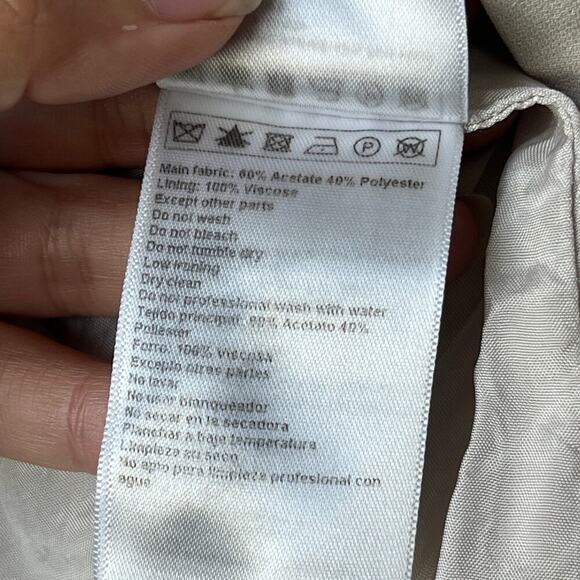 P
W
Main fabric: 60% Acetate 40% Polyester
Lining: 100% Viscose
Except other parts
Do not wash
Do not bleach
Do not tumble dry
Low ironing
Dry clean
Do not professional wash with water
Tejido principal: 60% Acetato 40%
Poliester
Forro: 100% Viscosa
Excepto otras partes
No lavar
No usar blanqueador
No secar en la secadora
Planchar a baje temperatura
Limpieza su seco
No apto para limpieza profesional con
agua